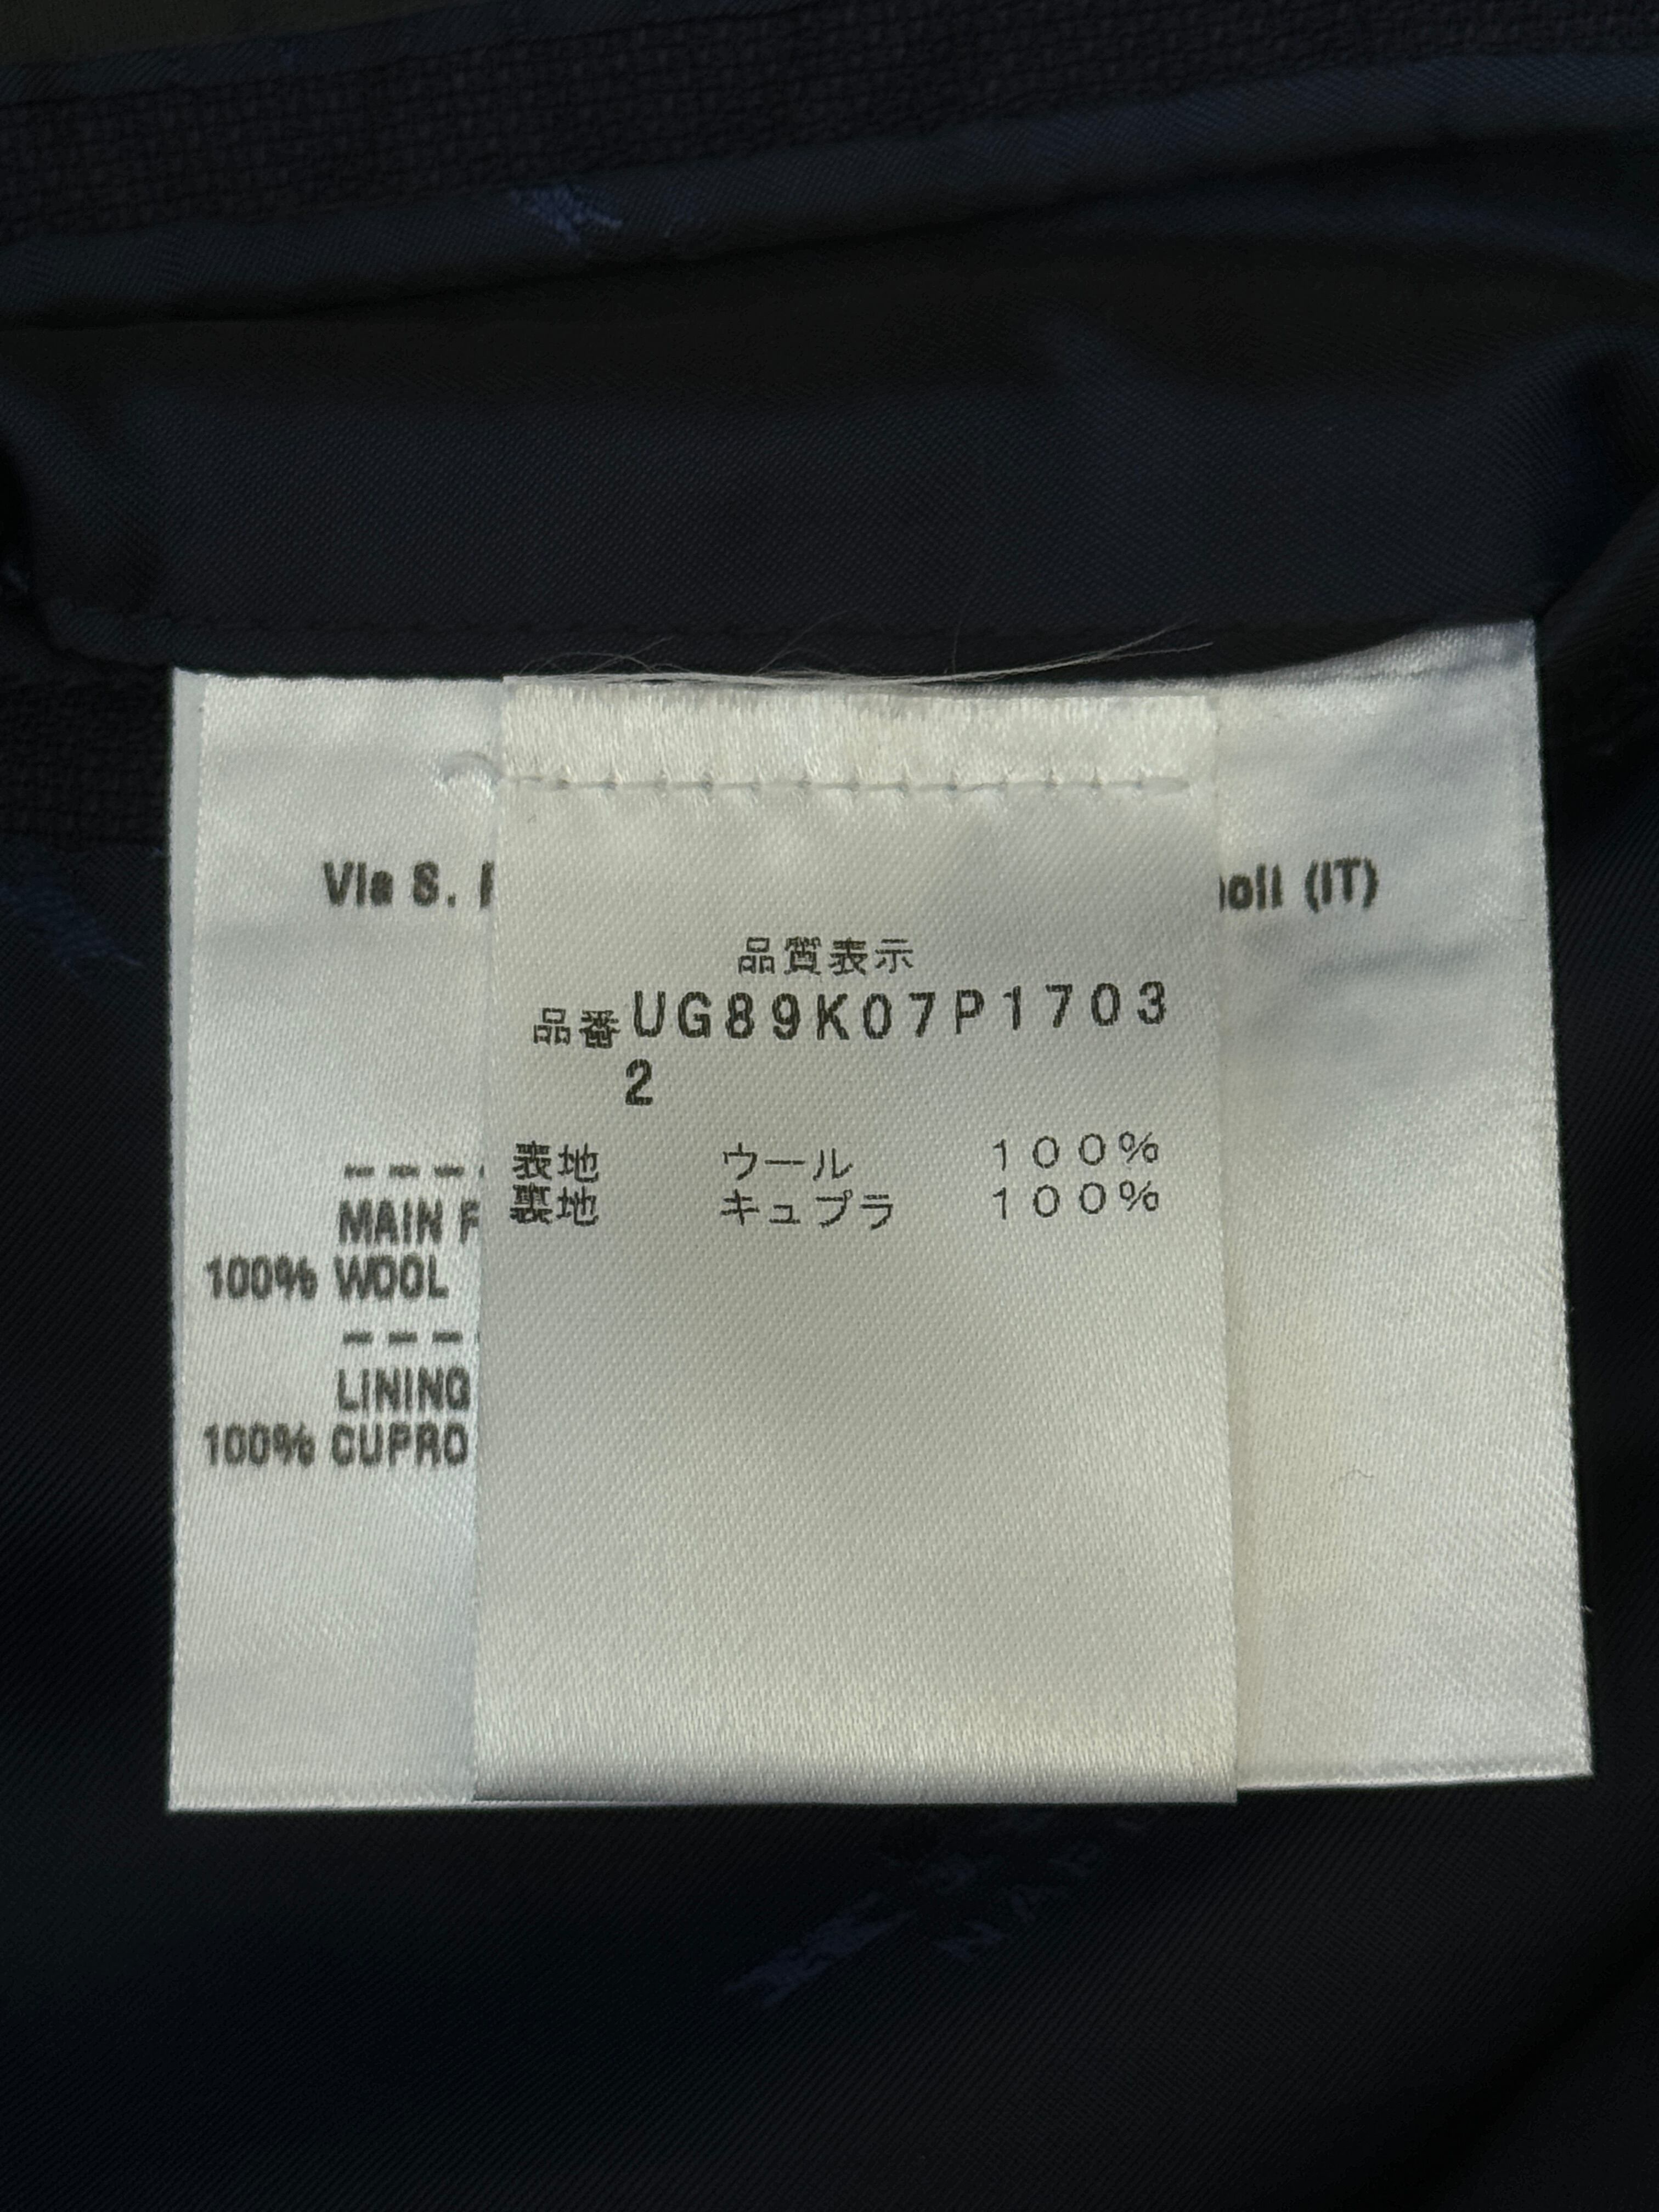 Via S.
(IT)
品質表示
品番UG89K07P1703
2
表地 ウール 100%
裏地 キュプラ 100%
----
MAIN
100% WOOL
---
LINING
100% CUPRO